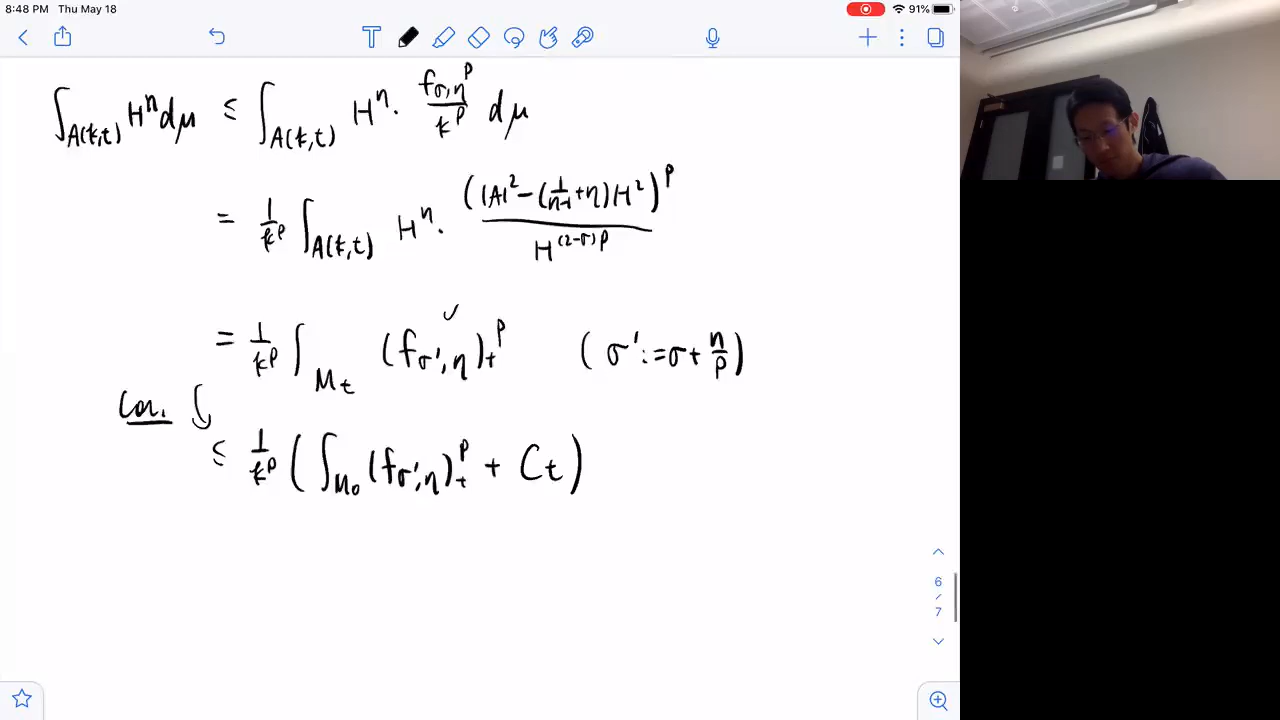 8:48 PM Thu May 18 91%
∫_{A(k,t)} H^n dμ ≤ ∫_{A(k,t)} H^n · f_{σ,η}^p / k^p dμ
= 1/k^p ∫_{A(k,t)} H^n · (|A|² − (1/(n−1) + η)H²)^p / H^{(2−σ)p}
= 1/k^p ∫_{M_t} (f_{σ',η})_+^p (σ' := σ + n/p)
Cor.
≤ 1/k^p (∫_{M_0} (f_{σ',η})_+^p + Ct)
6
/
7